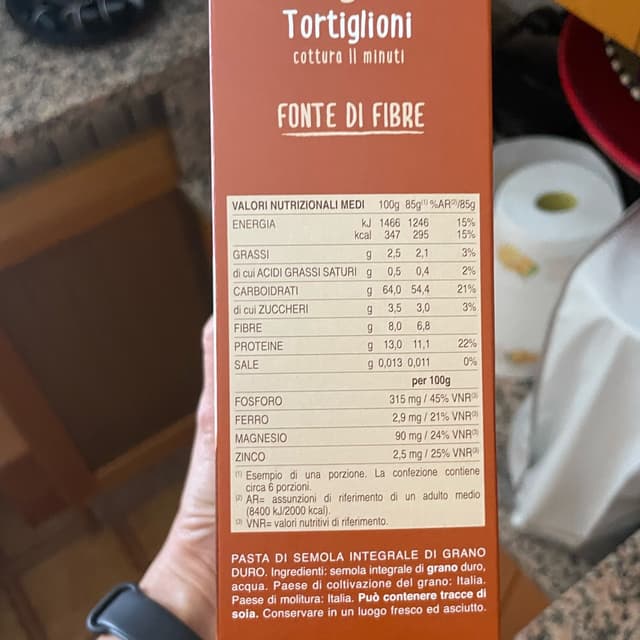 Tortiglioni
cottura 11 minuti
FONTE DI FIBRE
VALORI NUTRIZIONALI MEDI 100g 85g⁽¹⁾ %AR⁽²⁾/85g
ENERGIA kJ 1466 1246 15%
kcal 347 295 15%
GRASSI g 2,5 2,1 3%
di cui ACIDI GRASSI SATURI g 0,5 0,4 2%
CARBOIDRATI g 64,0 54,4 21%
di cui ZUCCHERI g 3,5 3,0 3%
FIBRE g 8,0 6,8
PROTEINE g 13,0 11,1 22%
SALE g 0,013 0,011 0%
per 100g
FOSFORO 315 mg / 45% VNR⁽³⁾
FERRO 2,9 mg / 21% VNR⁽³⁾
MAGNESIO 90 mg / 24% VNR⁽³⁾
ZINCO 2,5 mg / 25% VNR⁽³⁾
⁽¹⁾ Esempio di una porzione. La confezione contiene
circa 6 porzioni.
⁽²⁾ AR= assunzioni di riferimento di un adulto medio
(8400 kJ/2000 kcal).
⁽³⁾ VNR= valori nutritivi di riferimento.
PASTA DI SEMOLA INTEGRALE DI GRANO
DURO. Ingredienti: semola integrale di grano duro,
acqua. Paese di coltivazione del grano: Italia.
Paese di molitura: Italia. Può contenere tracce di
soia. Conservare in un luogo fresco ed asciutto.